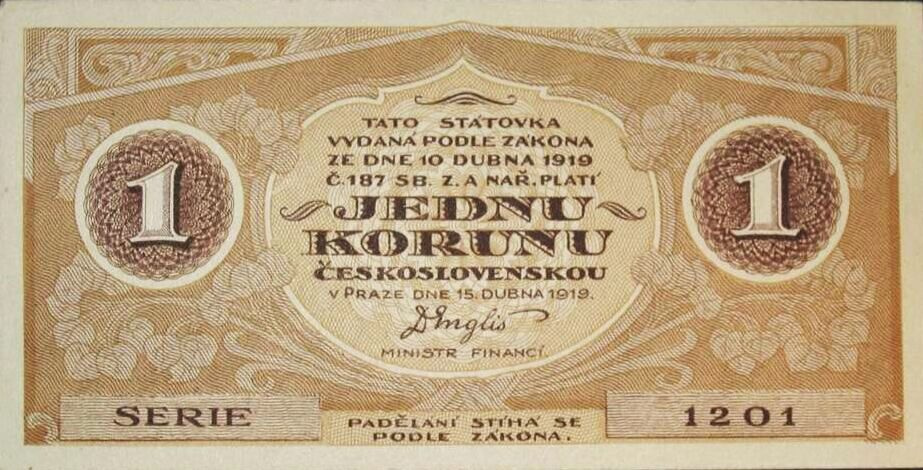 TATO STÁTOVKA
VYDANÁ PODLE ZÁKONA
ZE DNE 10 DUBNA 1919
Č. 187 SB. Z. A NAŘ. PLATÍ
1 JEDNU 1
KORUNU
ČESKOSLOVENSKOU
V PRAZE DNE 15. DUBNA 1919.
DEnglis
MINISTR FINANCÍ
SERIE 1201
PADĚLÁNÍ STÍHÁ SE
PODLE ZÁKONA.